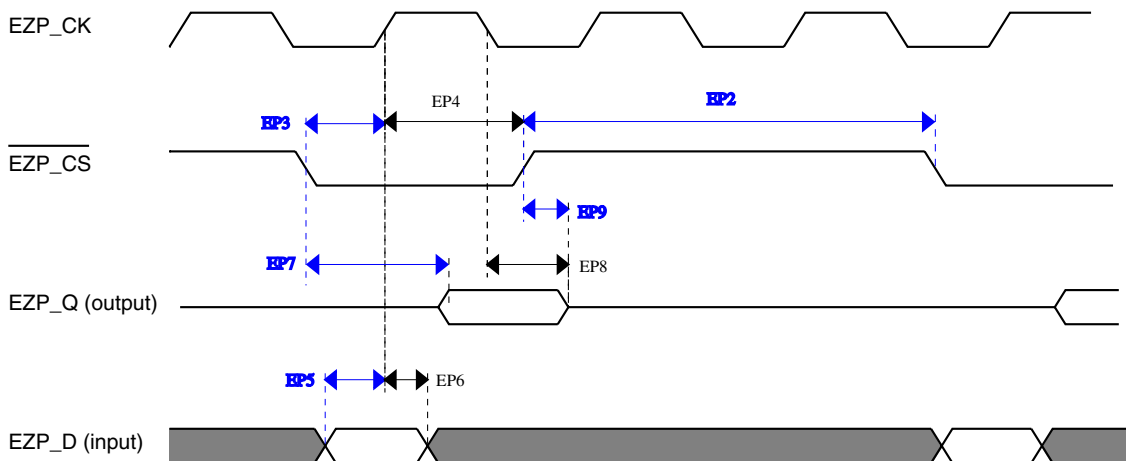 EZP_CK
EP4
EP2
EP3
EZP_CS
EP9
EP7
EP8
EZP_Q (output)
EP5
EP6
EZP_D (input)